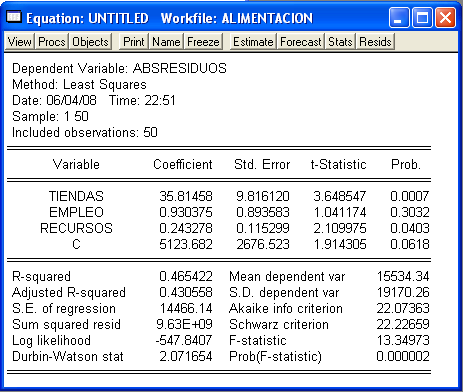 Equation: UNTITLED Workfile: ALIMENTACION
View Procs Objects Print Name Freeze Estimate Forecast Stats Resids
Dependent Variable: ABSRESIDUOS
Method: Least Squares
Date: 06/04/08 Time: 22:51
Sample: 1 50
Included observations: 50
Variable Coefficient Std. Error t-Statistic Prob.
TIENDAS 35.81458 9.816120 3.648547 0.0007
EMPLEO 0.930375 0.893583 1.041174 0.3032
RECURSOS 0.243278 0.115299 2.109975 0.0403
C 5123.682 2676.523 1.914305 0.0618
R-squared 0.465422 Mean dependent var 15534.34
Adjusted R-squared 0.430558 S.D. dependent var 19170.26
S.E. of regression 14466.14 Akaike info criterion 22.07363
Sum squared resid 9.63E+09 Schwarz criterion 22.22659
Log likelihood -547.8407 F-statistic 13.34973
Durbin-Watson stat 2.071654 Prob(F-statistic) 0.000002